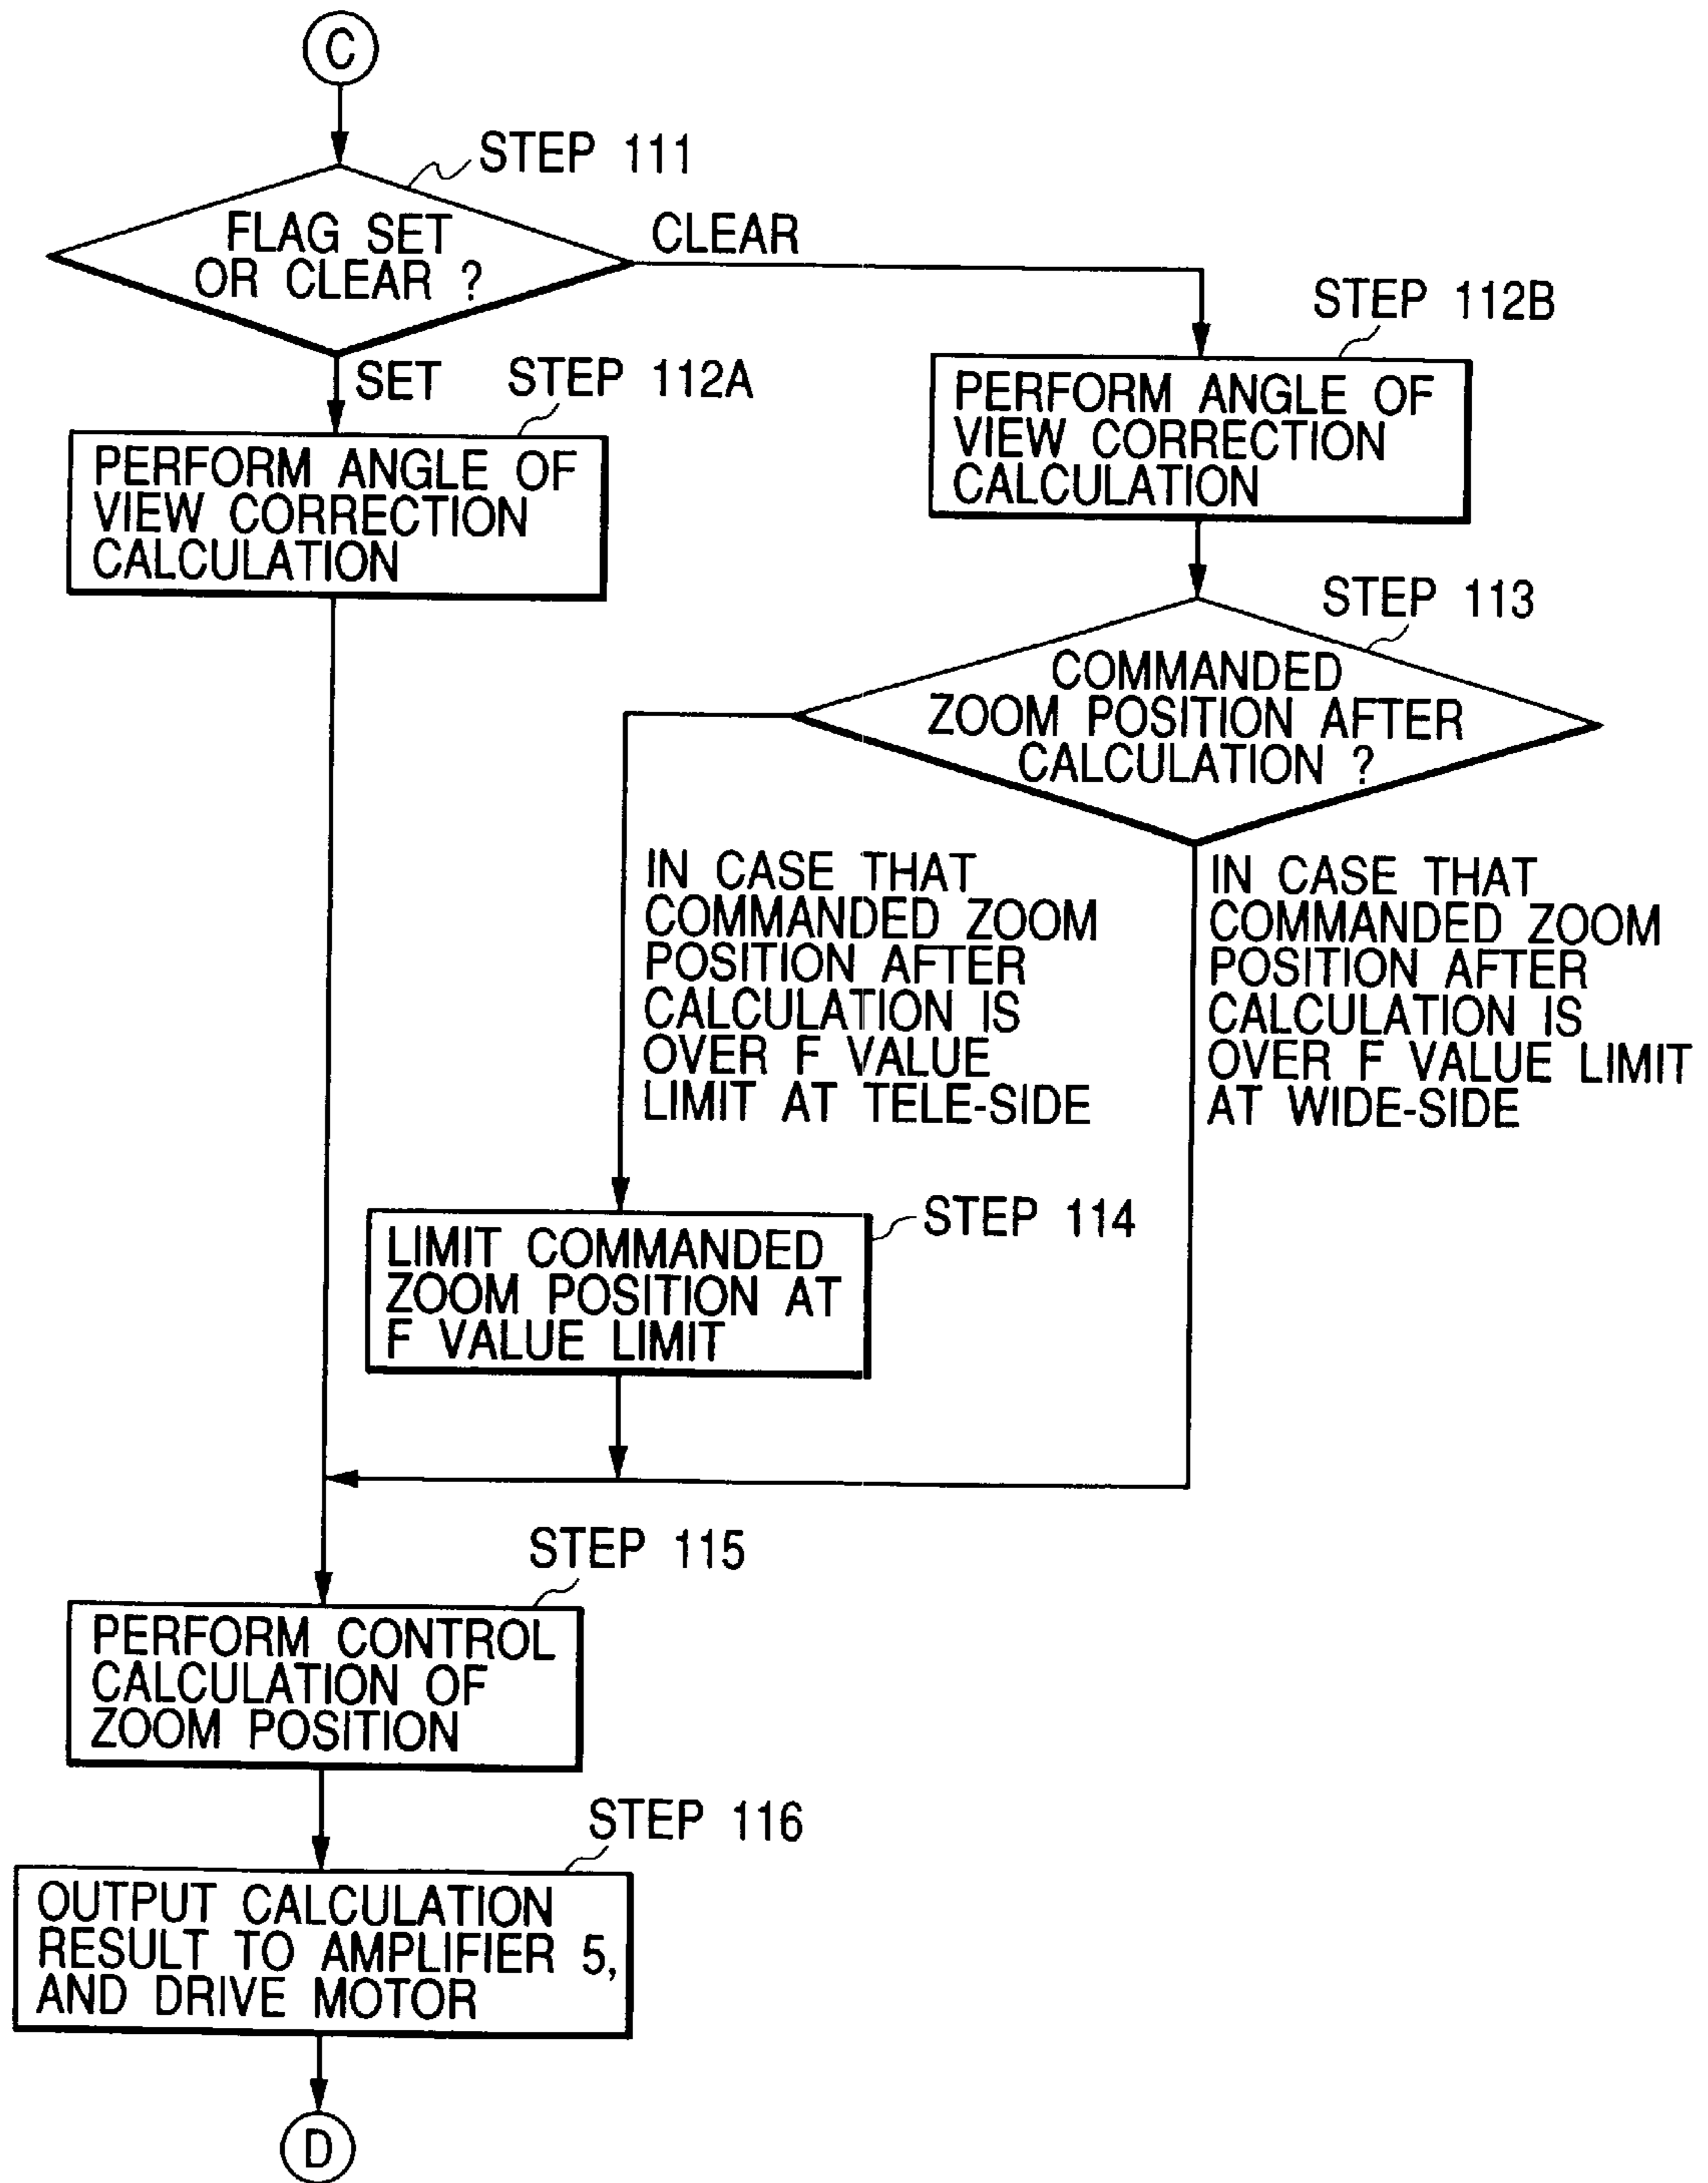 C
STEP 111
FLAG SET
OR CLEAR ?
CLEAR
SET
STEP 112A
PERFORM ANGLE OF
VIEW CORRECTION
CALCULATION
STEP 112B
PERFORM ANGLE OF
VIEW CORRECTION
CALCULATION
STEP 113
COMMANDED
ZOOM POSITION AFTER
CALCULATION ?
IN CASE THAT
COMMANDED ZOOM
POSITION AFTER
CALCULATION IS
OVER F VALUE
LIMIT AT TELE-SIDE
IN CASE THAT
COMMANDED ZOOM
POSITION AFTER
CALCULATION IS
OVER F VALUE LIMIT
AT WIDE-SIDE
STEP 114
LIMIT COMMANDED
ZOOM POSITION AT
F VALUE LIMIT
STEP 115
PERFORM CONTROL
CALCULATION OF
ZOOM POSITION
STEP 116
OUTPUT CALCULATION
RESULT TO AMPLIFIER 5,
AND DRIVE MOTOR
D